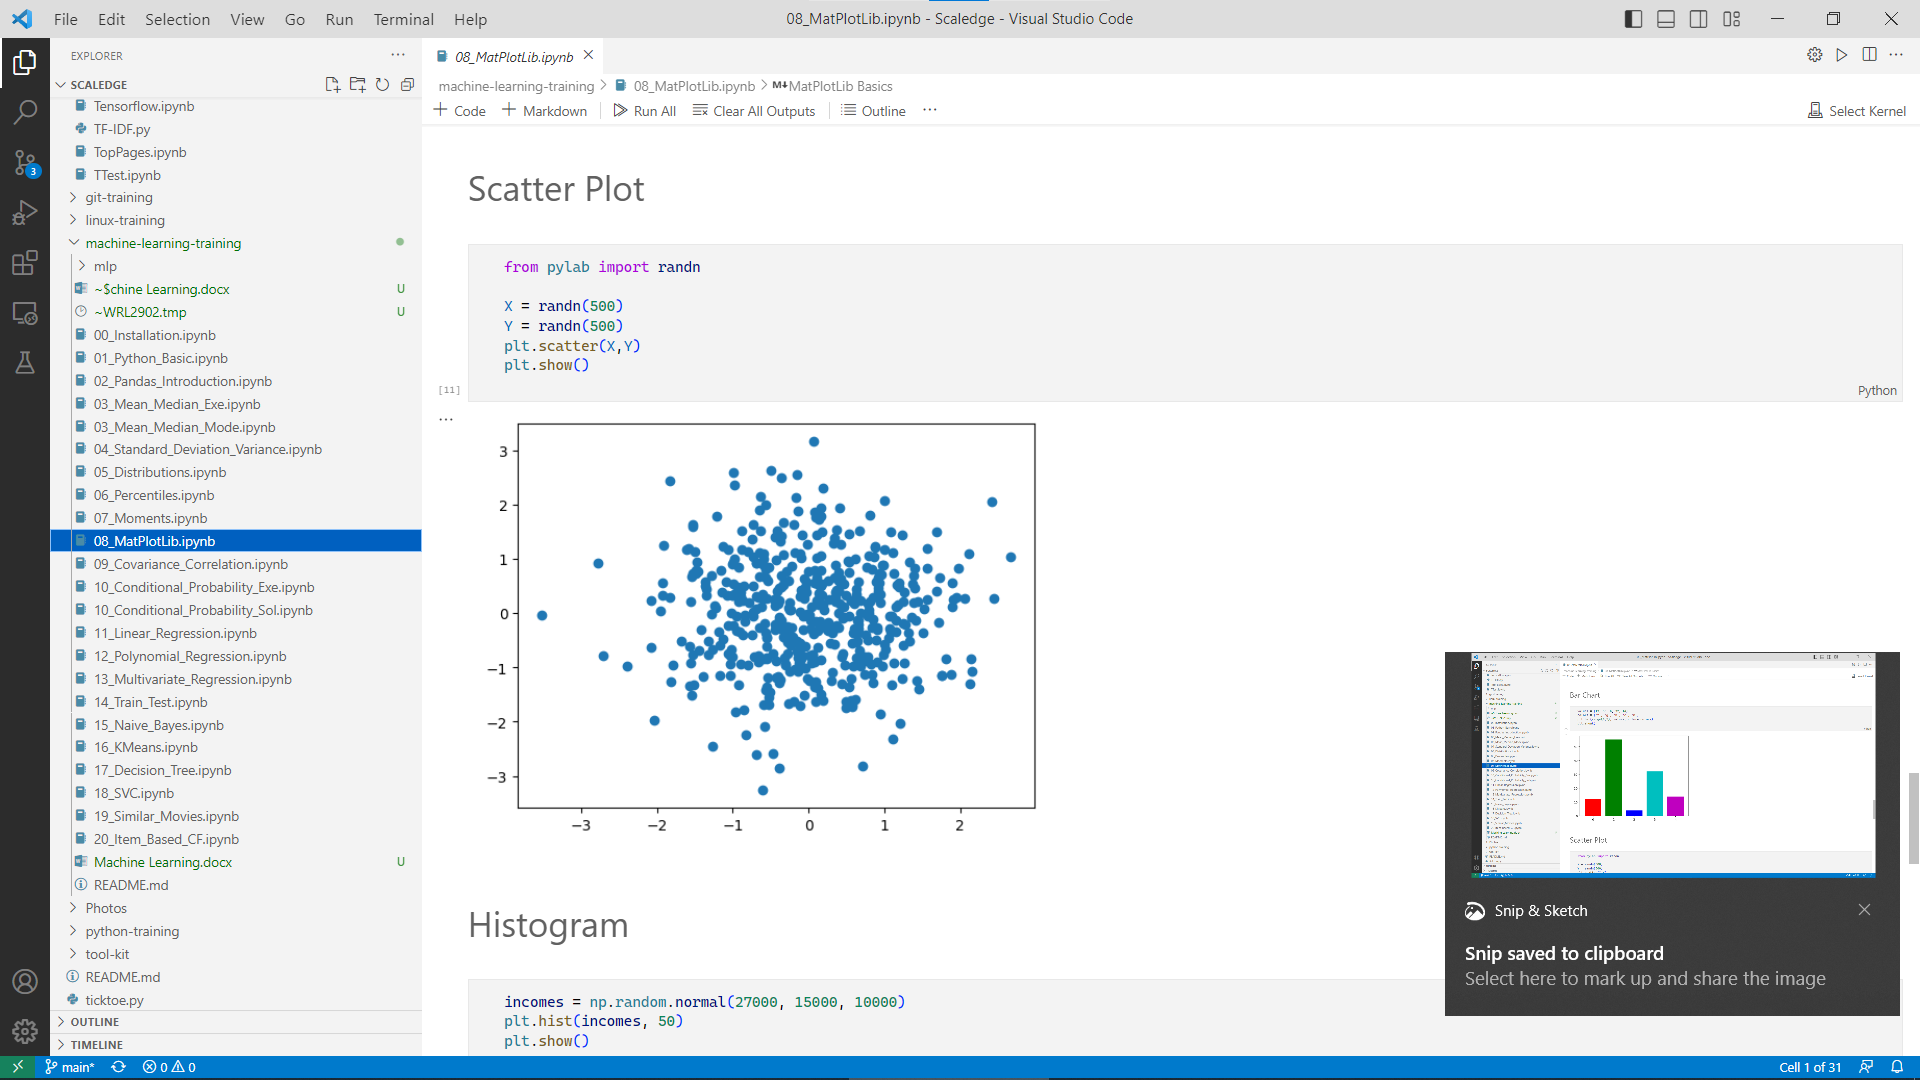 File Edit Selection View Go Run Terminal Help
08_MatPlotLib.ipynb - Scaledge - Visual Studio Code
EXPLORER
SCALEDGE
Tensorflow.ipynb
TF-IDF.py
TopPages.ipynb
TTest.ipynb
git-training
linux-training
machine-learning-training
mlp
~$chine Learning.docx U
~WRL2902.tmp U
00_Installation.ipynb
01_Python_Basic.ipynb
02_Pandas_Introduction.ipynb
03_Mean_Median_Exe.ipynb
03_Mean_Median_Mode.ipynb
04_Standard_Deviation_Variance.ipynb
05_Distributions.ipynb
06_Percentiles.ipynb
07_Moments.ipynb
08_MatPlotLib.ipynb
09_Covariance_Correlation.ipynb
10_Conditional_Probability_Exe.ipynb
10_Conditional_Probability_Sol.ipynb
11_Linear_Regression.ipynb
12_Polynomial_Regression.ipynb
13_Multivariate_Regression.ipynb
14_Train_Test.ipynb
15_Naive_Bayes.ipynb
16_KMeans.ipynb
17_Decision_Tree.ipynb
18_SVC.ipynb
19_Similar_Movies.ipynb
20_Item_Based_CF.ipynb
Machine Learning.docx U
README.md
Photos
python-training
tool-kit
README.md
ticktoe.py
OUTLINE
TIMELINE
3
08_MatPlotLib.ipynb
machine-learning-training > 08_MatPlotLib.ipynb > M↓MatPlotLib Basics
+ Code + Markdown Run All Clear All Outputs Outline ...
Select Kernel
Scatter Plot
from pylab import randn
X = randn(500)
Y = randn(500)
plt.scatter(X,Y)
plt.show()
[11]
Python
...
3
2
1
0
−1
−2
−3
−3 −2 −1 0 1 2
Histogram
incomes = np.random.normal(27000, 15000, 10000)
plt.hist(incomes, 50)
plt.show()
Bar Chart
Scatter Plot
Snip & Sketch
Snip saved to clipboard
Select here to mark up and share the image
main* 0 0
Cell 1 of 31